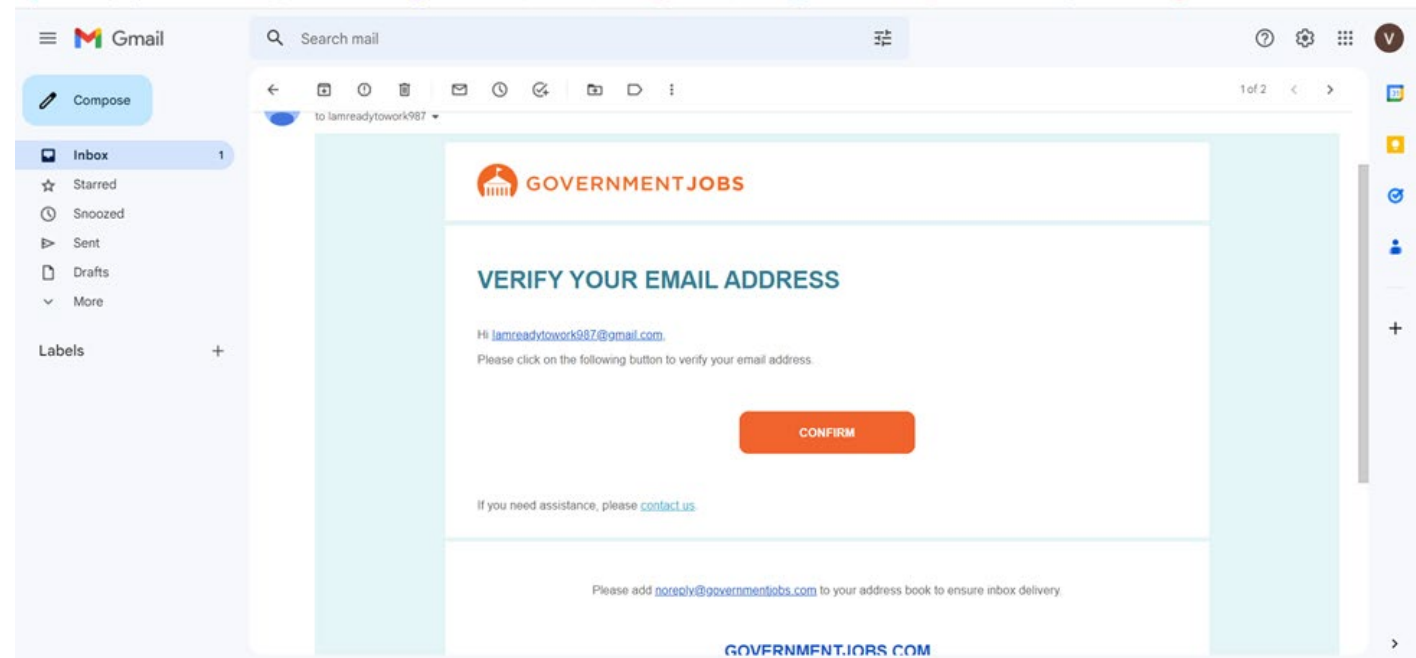 Gmail
Search mail
V
Compose
1 of 2
to Iamreadytowork987
Inbox 1
Starred
Snoozed
Sent
Drafts
More
Labels
31
GOVERNMENTJOBS
VERIFY YOUR EMAIL ADDRESS
Hi Iamreadytowork987@gmail.com,
Please click on the following button to verify your email address.
CONFIRM
If you need assistance, please contact us.
Please add noreply@governmentjobs.com to your address book to ensure inbox delivery.
GOVERNMENTJOBS.COM